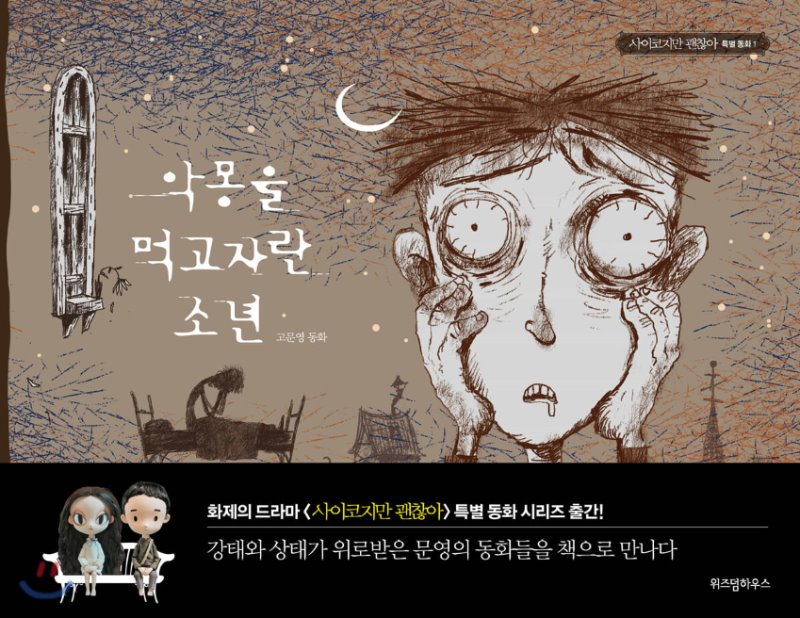 사이코지만 괜찮아 특별 동화 1
악몽을
먹고 자란
소년
고문영 동화
화제의 드라마 <사이코지만 괜찮아> 특별 동화 시리즈 출간!
강태와 상태가 위로받은 문영의 동화들을 책으로 만나다
위즈덤하우스